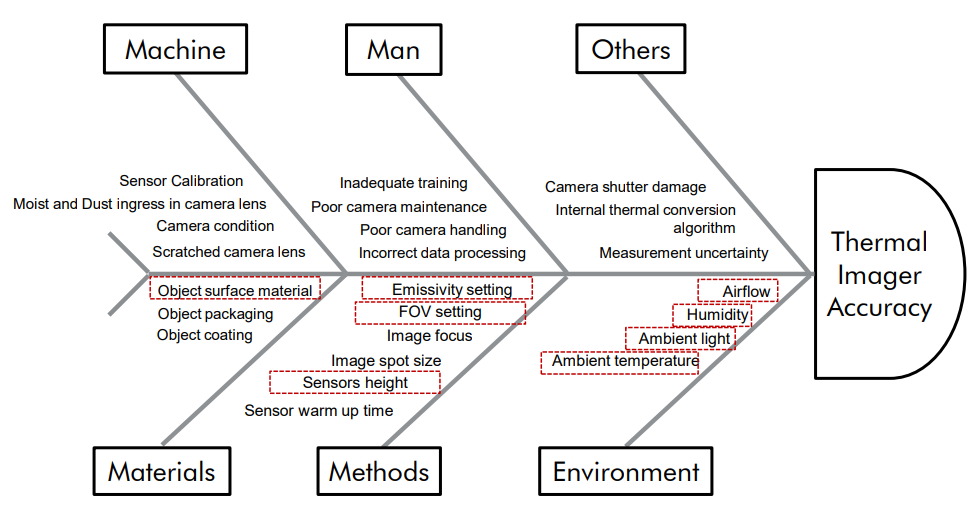 Machine
Man
Others
Sensor Calibration
Moist and Dust ingress in camera lens
Camera condition
Scratched camera lens
Inadequate training
Poor camera maintenance
Poor camera handling
Incorrect data processing
Camera shutter damage
Internal thermal conversion
algorithm
Measurement uncertainty
Thermal
Imager
Accuracy
Object surface material
Object packaging
Object coating
Emissivity setting
FOV setting
Image focus
Image spot size
Sensors height
Sensor warm up time
Airflow
Humidity
Ambient light
Ambient temperature
Materials
Methods
Environment